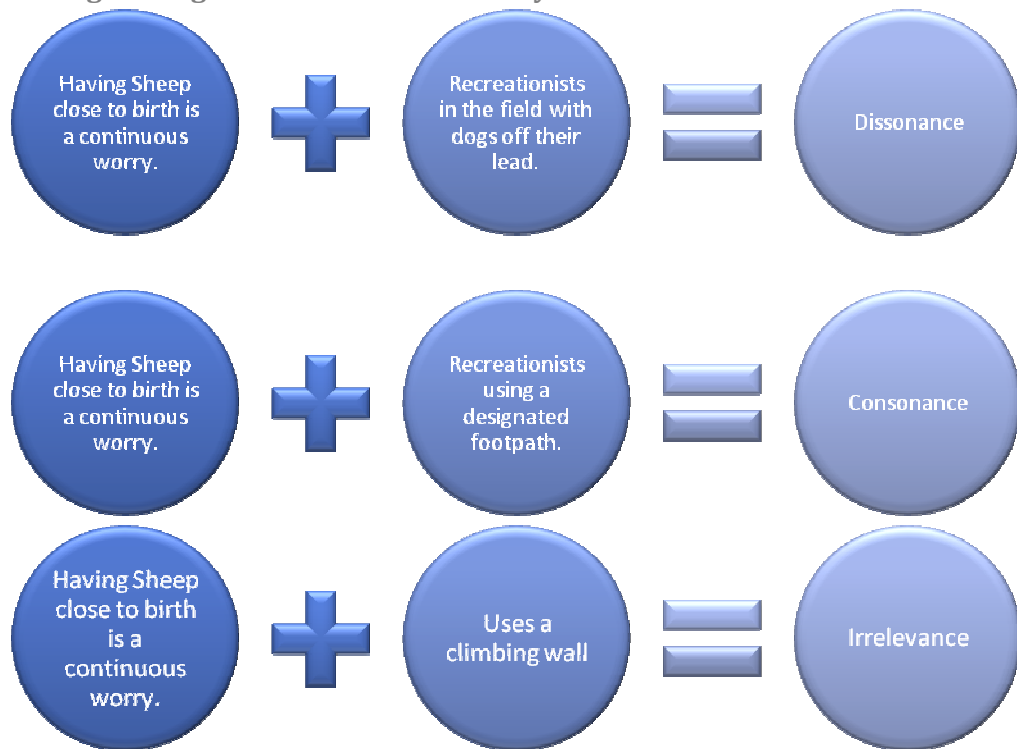 Having Sheep
close to birth is
a continuous
worry.
Recreationists
in the field with
dogs off their
lead.
Dissonance
Having Sheep
close to birth is
a continuous
worry.
Recreationists
using a
designated
footpath.
Consonance
Having Sheep
close to birth
is a
continuous
worry.
Uses a
climbing wall
Irrelevance